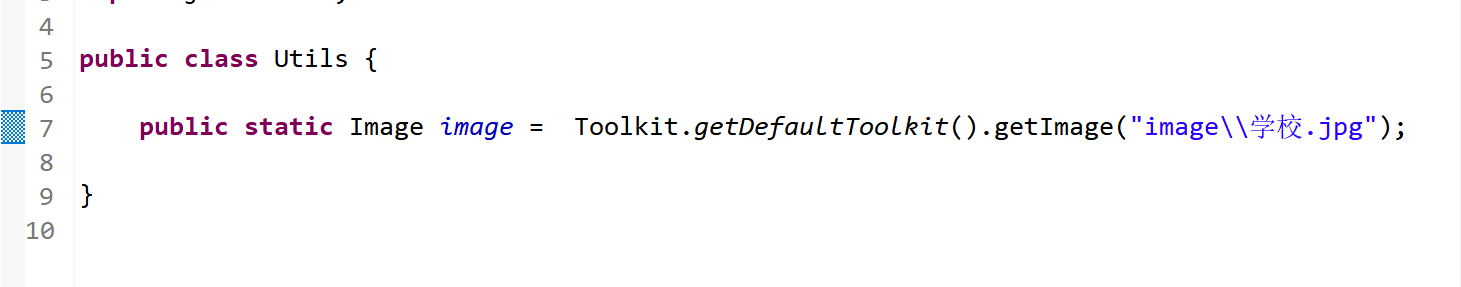 4
5 public class Utils {
6
7 public static Image image =  Toolkit.getDefaultToolkit().getImage("image\\学校.jpg");
8
9 }
10